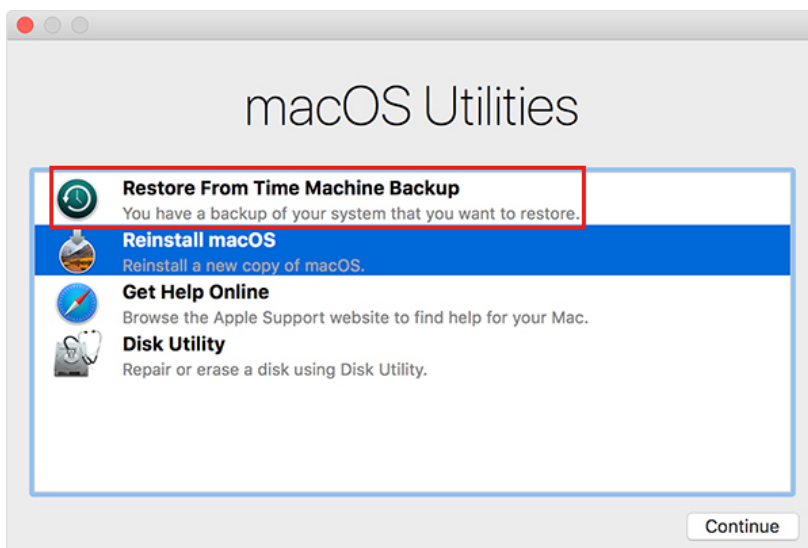 macOS Utilities
Restore From Time Machine Backup
You have a backup of your system that you want to restore.
Reinstall macOS
Reinstall a new copy of macOS.
Get Help Online
Browse the Apple Support website to find help for your Mac.
Disk Utility
Repair or erase a disk using Disk Utility.
Continue